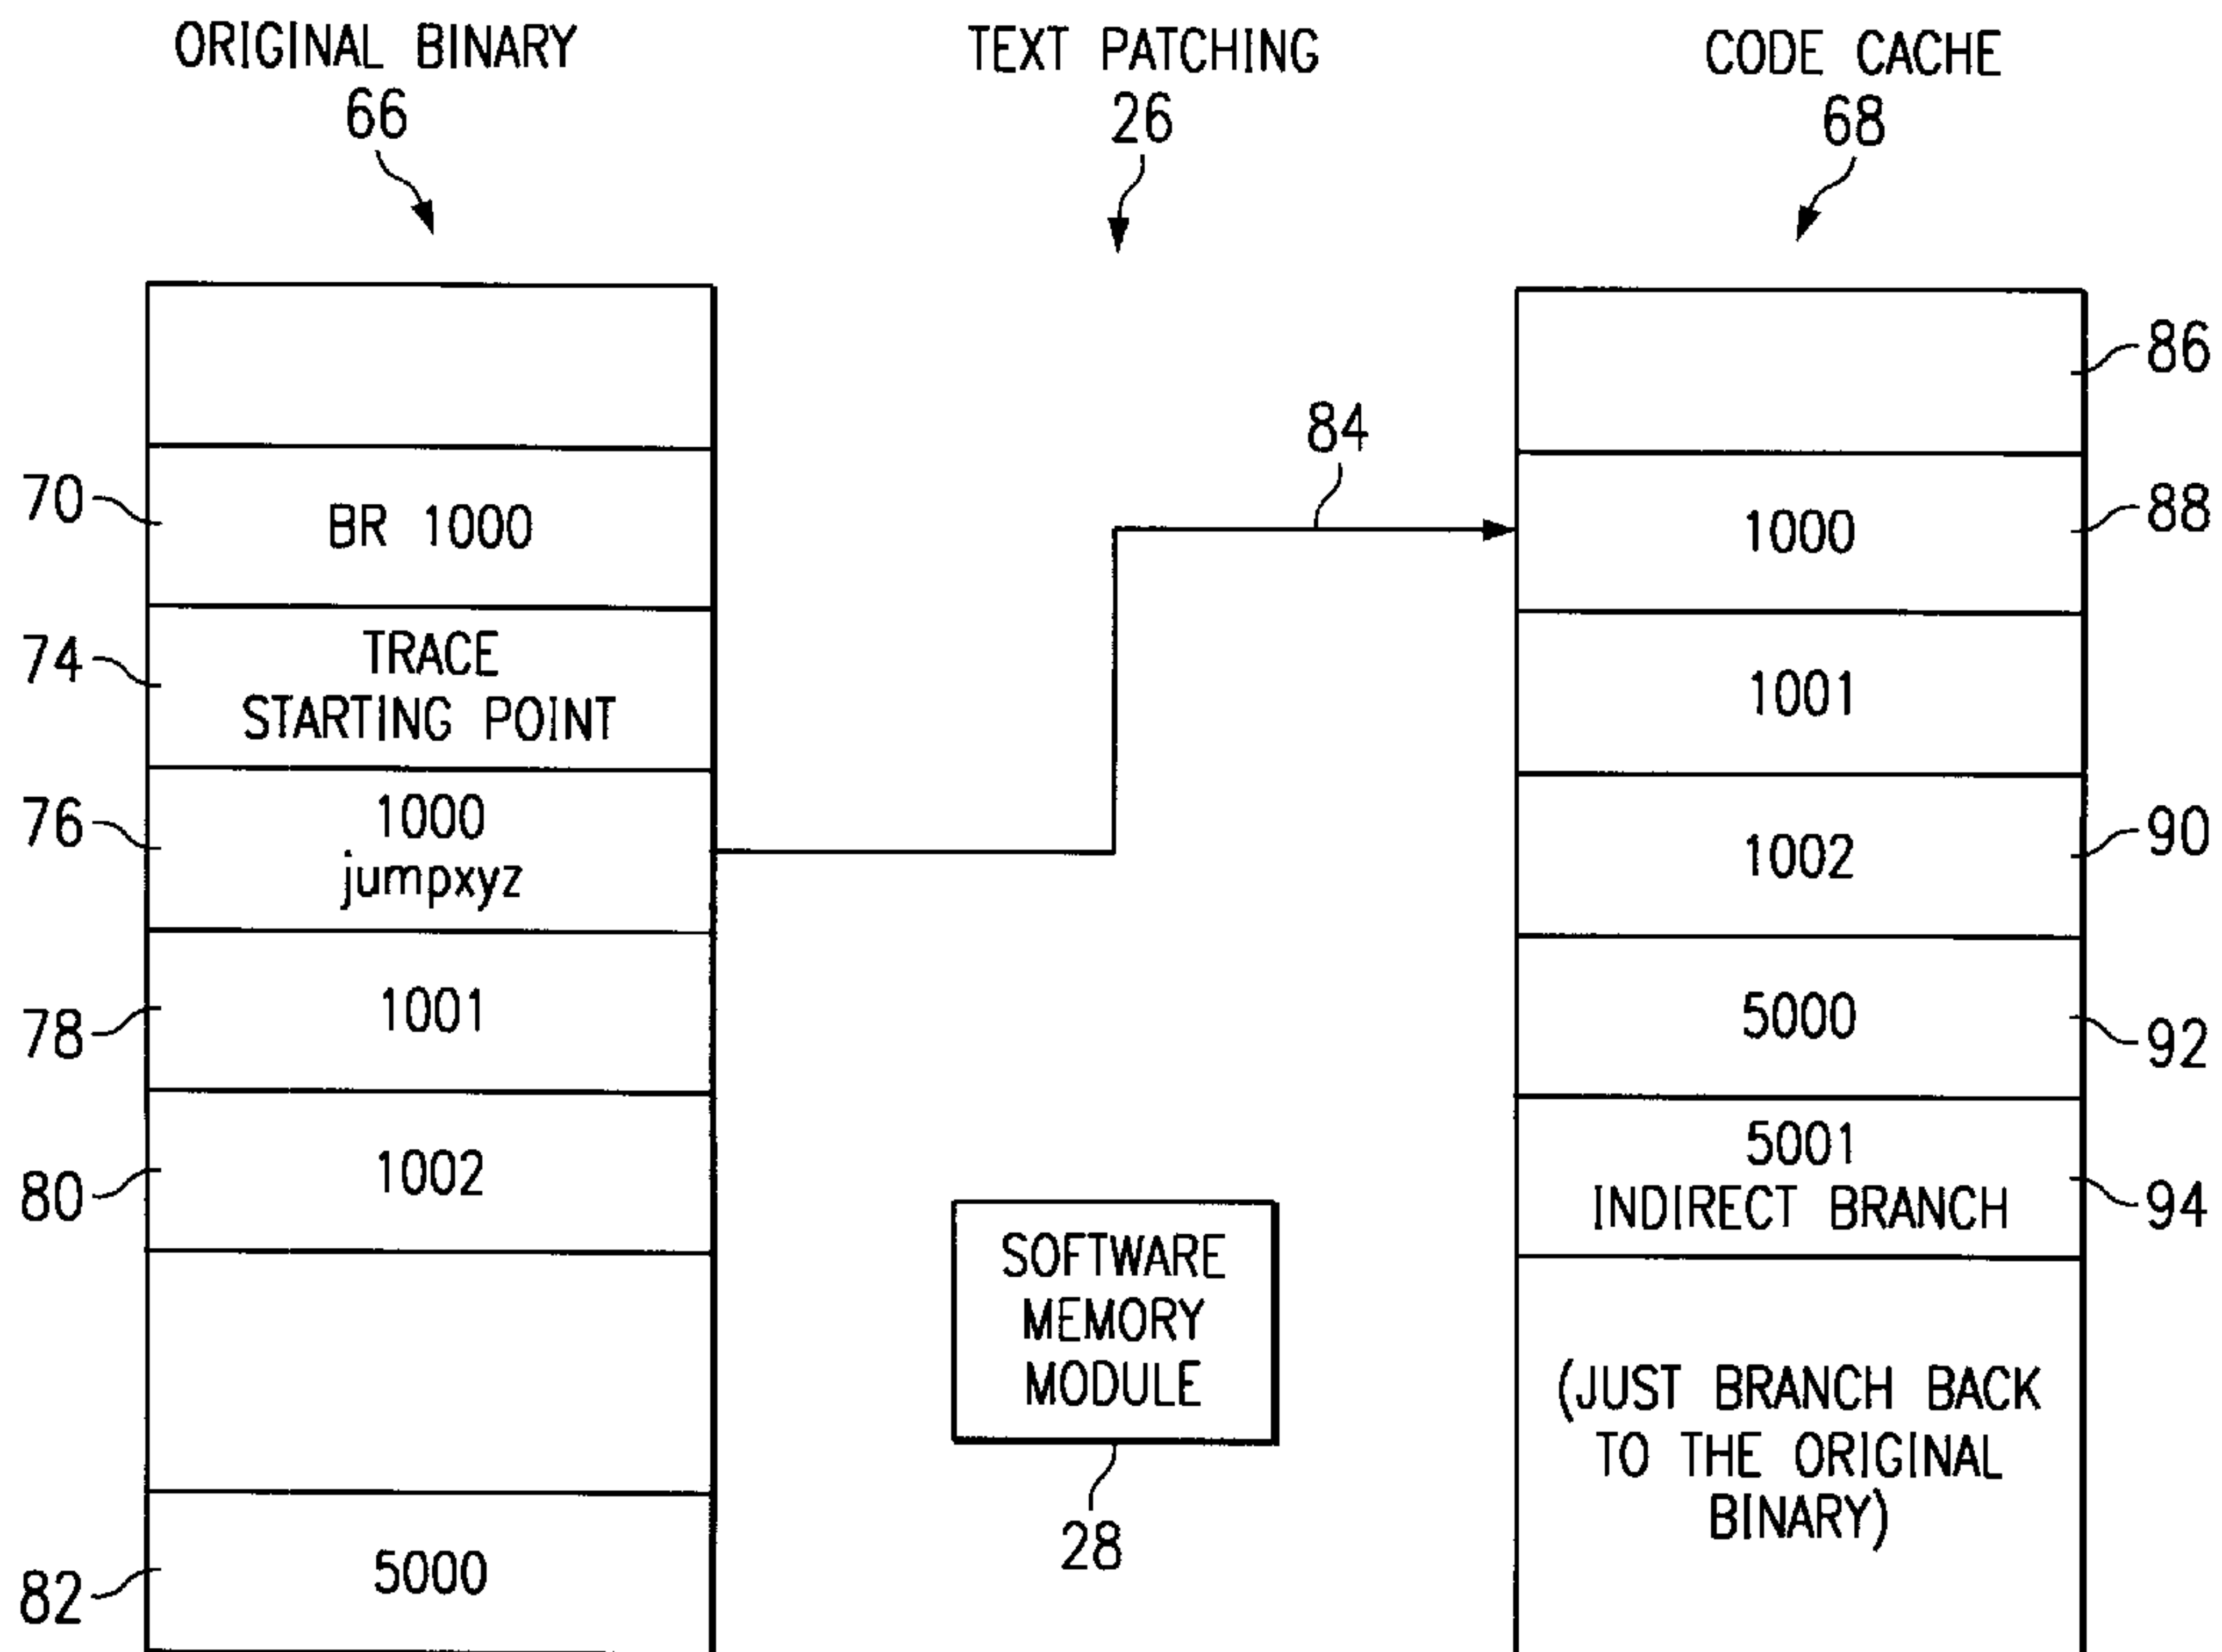 ORIGINAL BINARY
66
TEXT PATCHING
26
CODE CACHE
68
86
84
70
BR 1000
1000
88
74
TRACE
STARTING POINT
1001
76
1000
jumpxyz
1002
90
78
1001
5000
92
80
1002
5001
INDIRECT BRANCH
94
SOFTWARE
MEMORY
MODULE
28
(JUST BRANCH BACK
TO THE ORIGINAL
BINARY)
82
5000